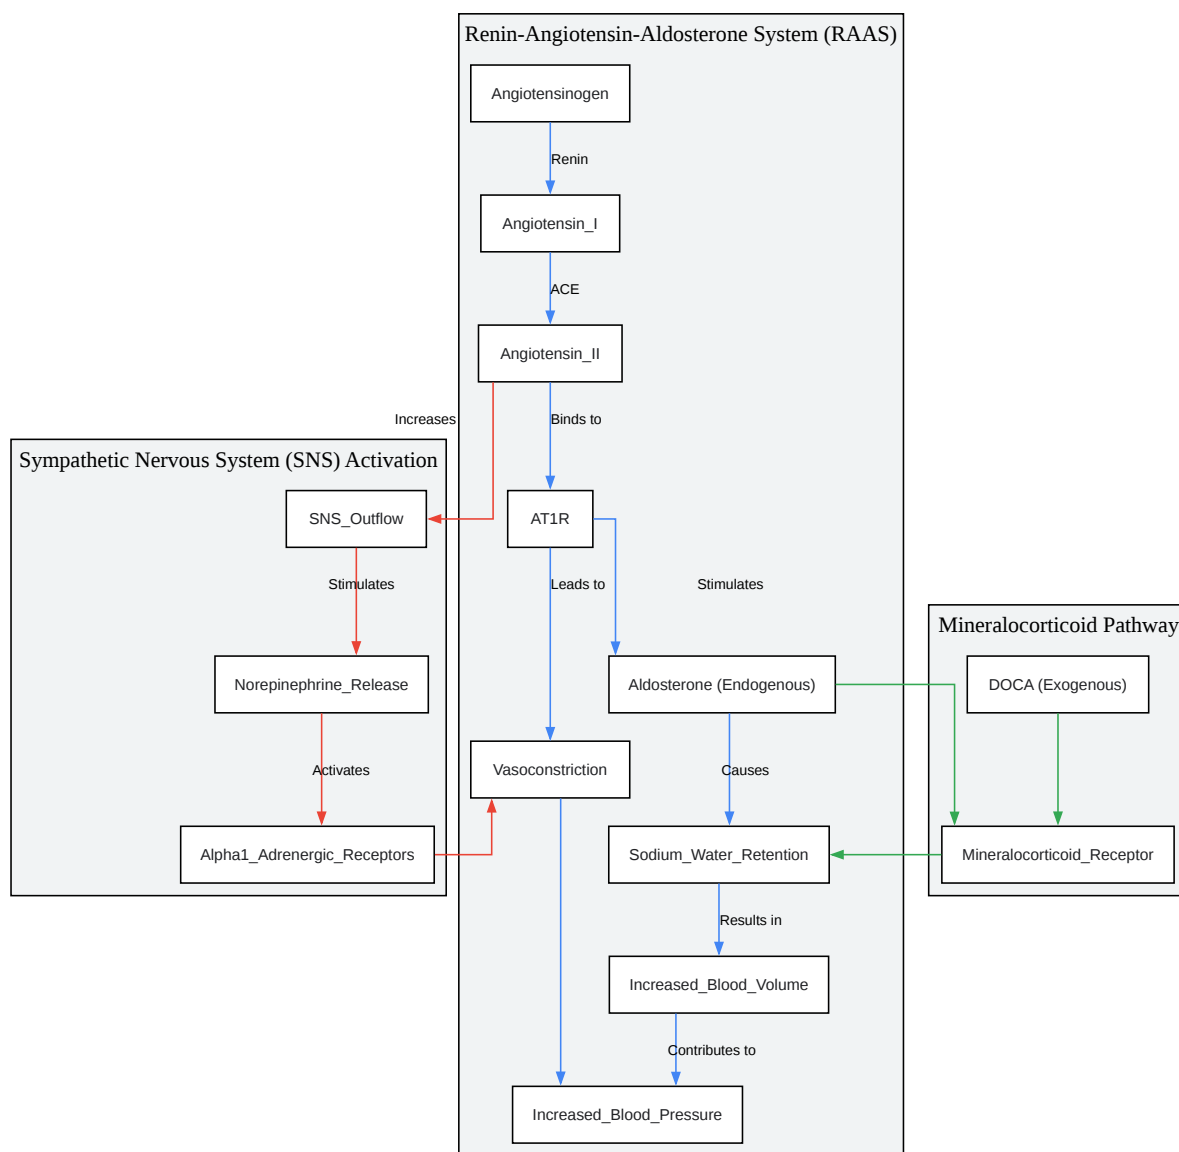 Renin-Angiotensin-Aldosterone System (RAAS)
Angiotensinogen
Renin
Angiotensin_I
ACE
Angiotensin_II
Increases
Binds to
Sympathetic Nervous System (SNS) Activation
SNS_Outflow
AT1R
Stimulates
Leads to
Stimulates
Mineralocorticoid Pathway
Norepinephrine_Release
Aldosterone (Endogenous)
DOCA (Exogenous)
Activates
Vasoconstriction
Causes
Alpha1_Adrenergic_Receptors
Sodium_Water_Retention
Mineralocorticoid_Receptor
Results in
Increased_Blood_Volume
Contributes to
Increased_Blood_Pressure